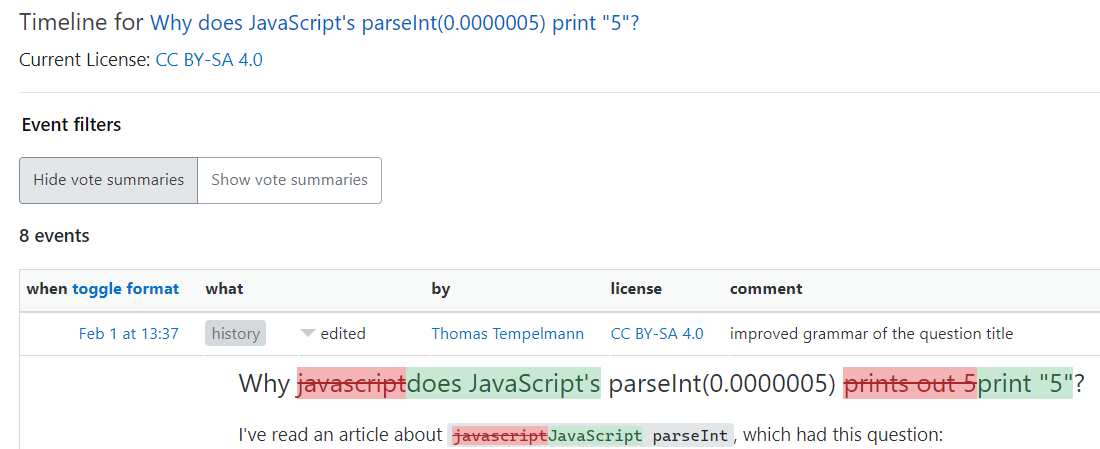 Timeline for Why does JavaScript's parseInt(0.0000005) print "5"?
Current License: CC BY-SA 4.0
Event filters
Hide vote summaries Show vote summaries
8 events
when toggle format what by license comment
Feb 1 at 13:37 history edited Thomas Tempelmann CC BY-SA 4.0 improved grammar of the question title
Why javascriptdoes JavaScript's parseInt(0.0000005) prints out 5print "5"?
I've read an article about javascriptJavaScript parseInt, which had this question: